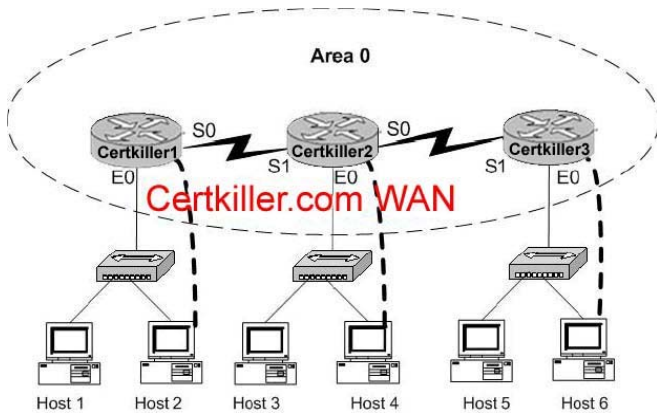 Area 0
S0
S0
Certkiller1
Certkiller2
Certkiller3
S1
S1
E0
E0
E0
Certkiller.com WAN
Host 1
Host 2
Host 3
Host 4
Host 5
Host 6